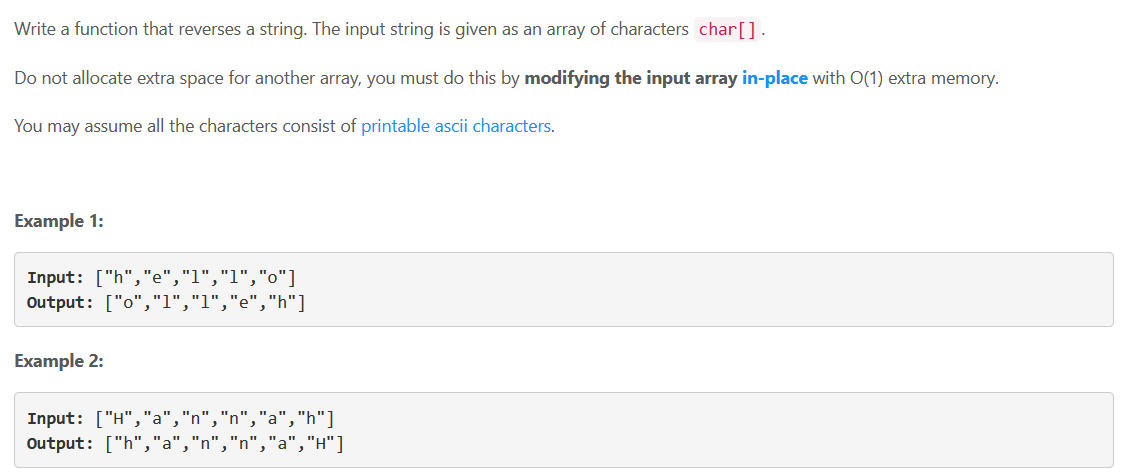 Write a function that reverses a string. The input string is given as an array of characters char[].
Do not allocate extra space for another array, you must do this by modifying the input array in-place with O(1) extra memory.
You may assume all the characters consist of printable ascii characters.
Example 1:
Input: ["h","e","l","l","o"]
Output: ["o","l","l","e","h"]
Example 2:
Input: ["H","a","n","n","a","h"]
Output: ["h","a","n","n","a","H"]